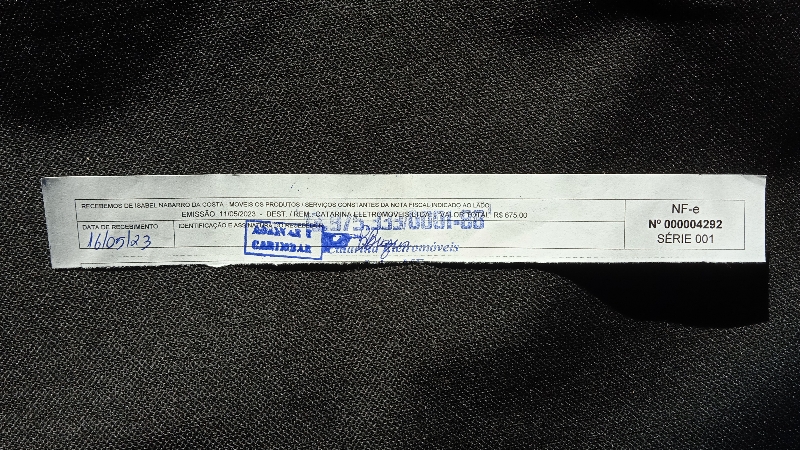 RECEBEMOS DE ISABEL NABARRO DA COSTA - MOVEIS OS PRODUTOS / SERVIÇOS CONSTANTES DA NOTA FISCAL INDICADO AO LADO
EMISSÃO: 11/05/2023 - DEST. / REM.: CATARINA ELETROMOVEIS LTDA - VALOR TOTAL: R$ 675,00
DATA DE RECEBIMENTO
16/05/23
IDENTIFICAÇÃO E ASSINATURA DO RECEBEDOR
CARIMBAR
Catarina Eletromóveis
NF-e
Nº 000004292
SÉRIE 001